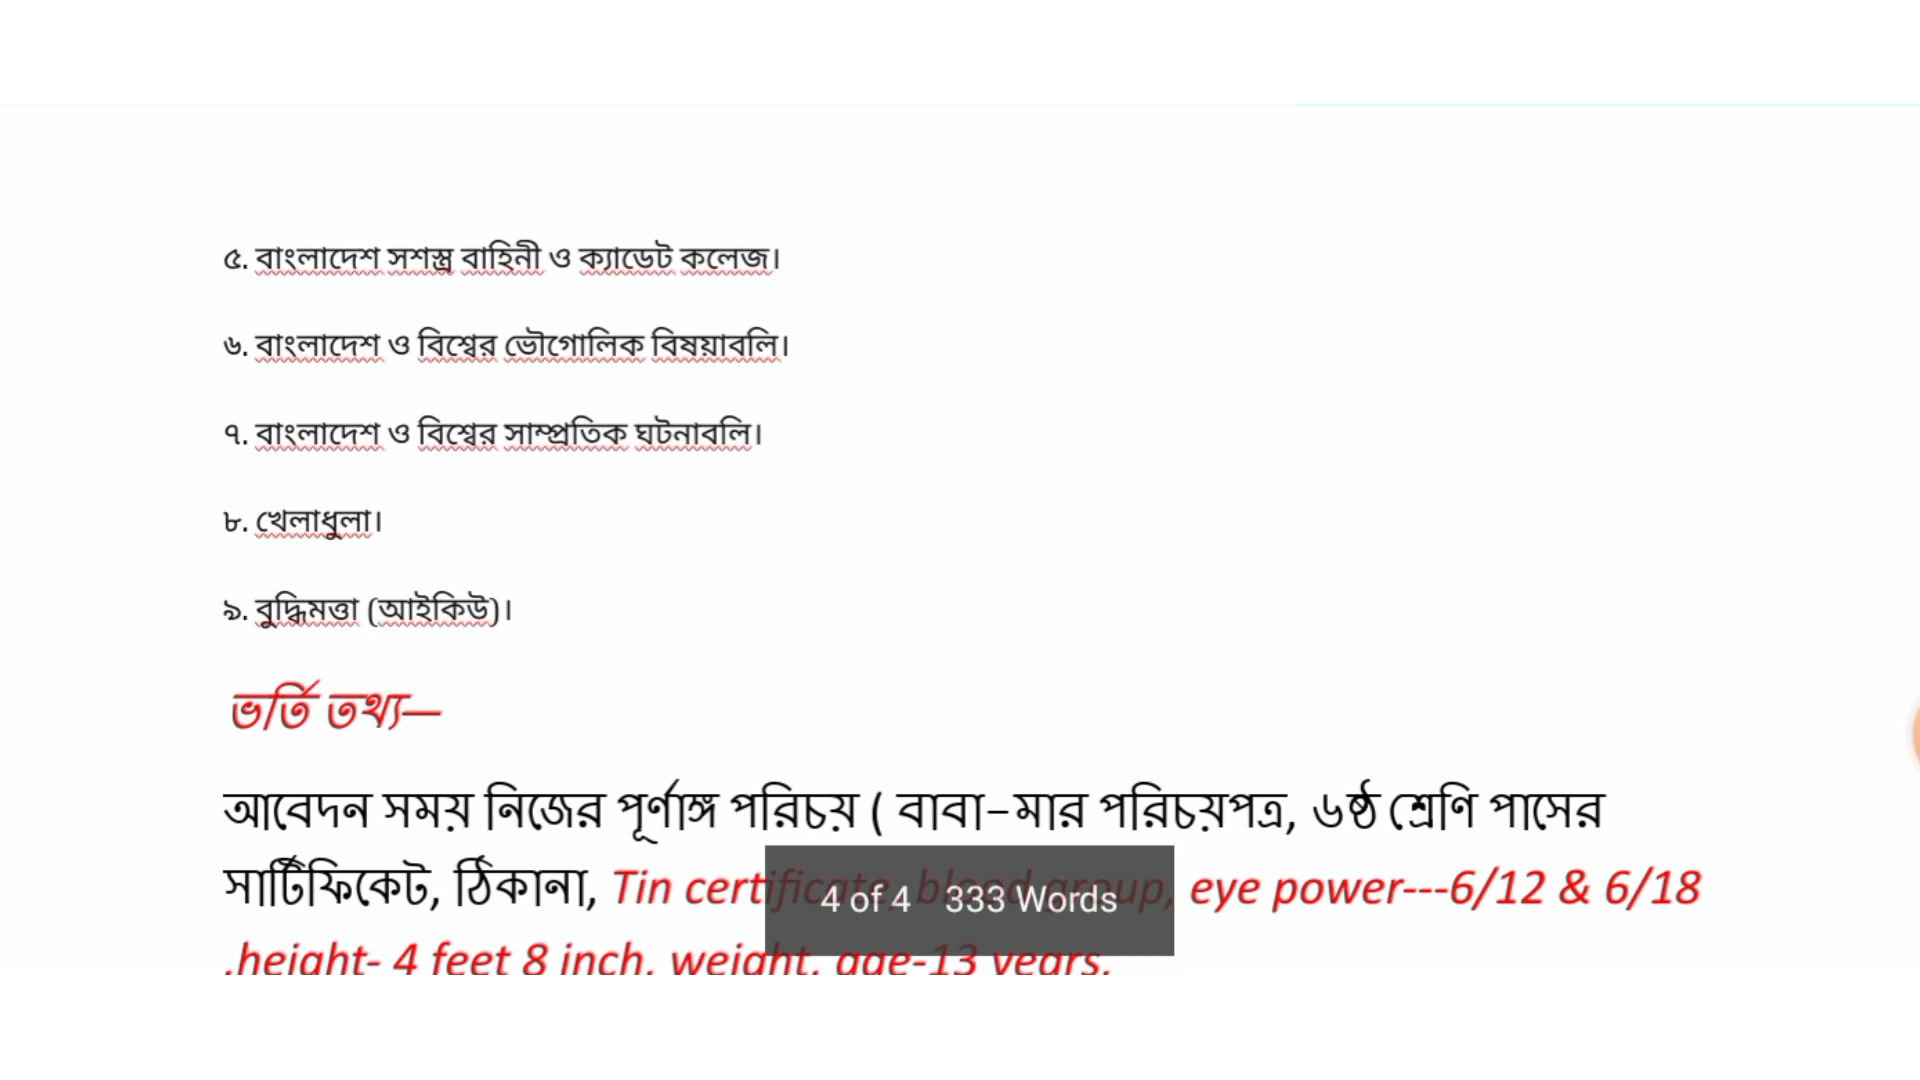 ৫. বাংলাদেশ সশস্ত্র বাহিনী ও ক্যাডেট কলেজ।
৬. বাংলাদেশ ও বিশ্বের ভৌগোলিক বিষয়াবলি।
৭. বাংলাদেশ ও বিশ্বের সাম্প্রতিক ঘটনাবলি।
৮. খেলাধুলা।
৯. বুদ্ধিমত্তা (আইকিউ)।
ভর্তি তথ্য—
আবেদন সময় নিজের পূর্ণাঙ্গ পরিচয় ( বাবা-মার পরিচয়পত্র, ৬ষ্ঠ শ্রেণি পাসের
সার্টিফিকেট, ঠিকানা, Tin certificate, blood group, eye power---6/12 & 6/18
4 of 4 333 Words
.height- 4 feet 8 inch, weight, age-13 years.